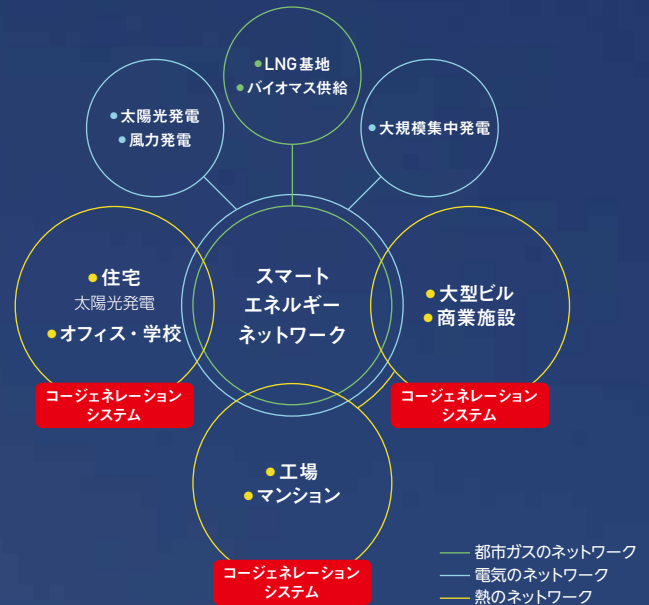 ● LNG基地
● バイオマス供給
● 太陽光発電
● 風力発電
● 大規模集中発電
● 住宅
太陽光発電
● オフィス・学校
スマート
エネルギー
ネットワーク
● 大型ビル
● 商業施設
コージェネレーション
システム
コージェネレーション
システム
● 工場
● マンション
コージェネレーション
システム
都市ガスのネットワーク
電気のネットワーク
熱のネットワーク